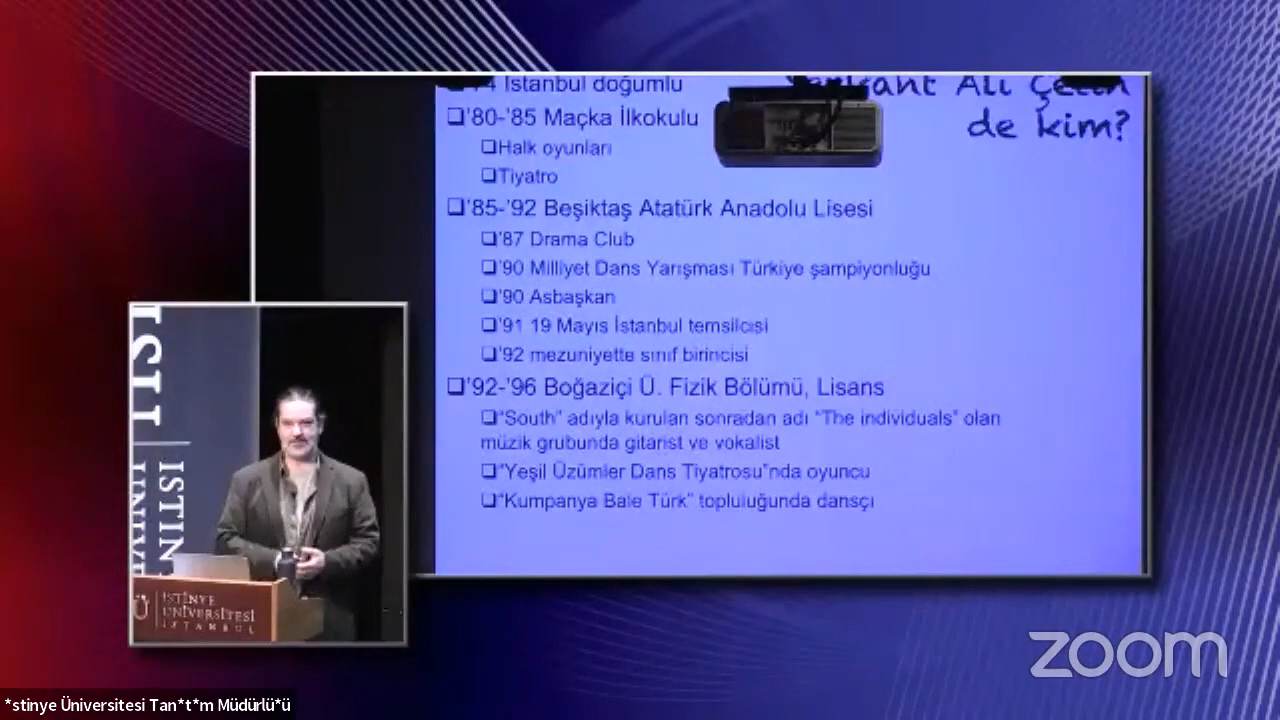 İstanbul doğumlu
Ali Çetin
de kim?
❑'80-'85 Maçka İlkokulu
❑Halk oyunları
❑Tiyatro
❑'85-'92 Beşiktaş Atatürk Anadolu Lisesi
❑'87 Drama Club
❑'90 Milliyet Dans Yarışması Türkiye şampiyonluğu
❑'90 Asbaşkan
❑'91 19 Mayıs İstanbul temsilcisi
❑'92 mezuniyette sınıf birincisi
❑'92-'96 Boğaziçi Ü. Fizik Bölümü, Lisans
❑"South" adıyla kurulan sonradan adı "The individuals" olan
müzik grubunda gitarist ve vokalist
❑"Yeşil Üzümler Dans Tiyatrosu"nda oyuncu
❑"Kumpanya Bale Türk" topluluğunda dansçı
İSTİNYE
ÜNİVERSİTESİ
İSTANBUL
zoom
*stinye Üniversitesi Tan*t*m Müdürlü*ü